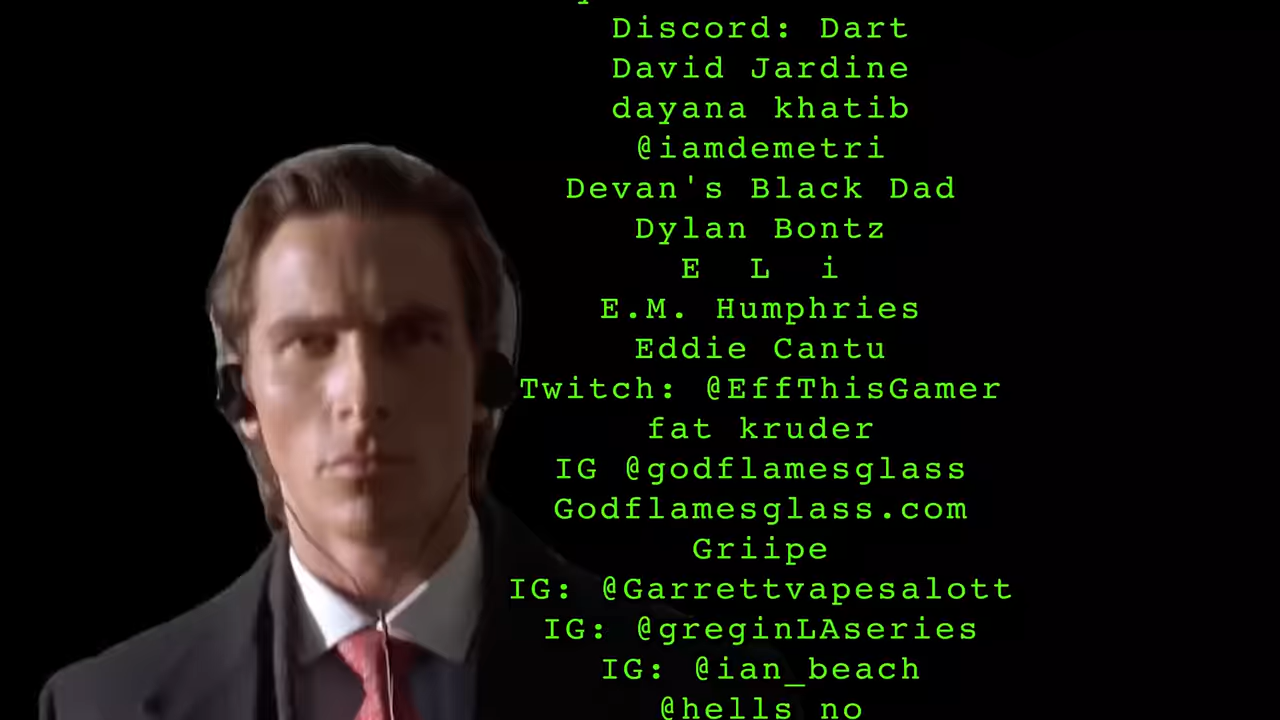 Discord: Dart
David Jardine
dayana khatib
@iamdemetri
Devan's Black Dad
Dylan Bontz
E L i
E.M. Humphries
Eddie Cantu
Twitch: @EffThisGamer
fat kruder
IG @godflamesglass
Godflamesglass.com
Griipe
IG: @Garrettvapesalott
IG: @greginLAseries
IG: @ian_beach
@hells_no